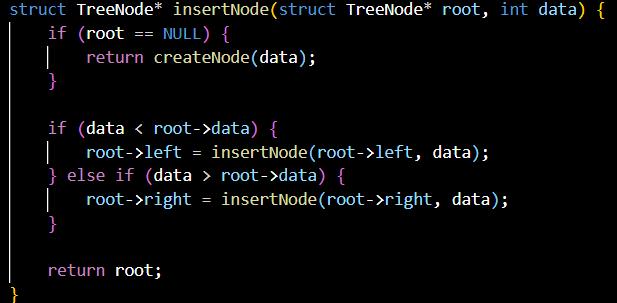 struct TreeNode* insertNode(struct TreeNode* root, int data) {
    if (root == NULL) {
        return createNode(data);
    }

    if (data < root->data) {
        root->left = insertNode(root->left, data);
    } else if (data > root->data) {
        root->right = insertNode(root->right, data);
    }

    return root;
}